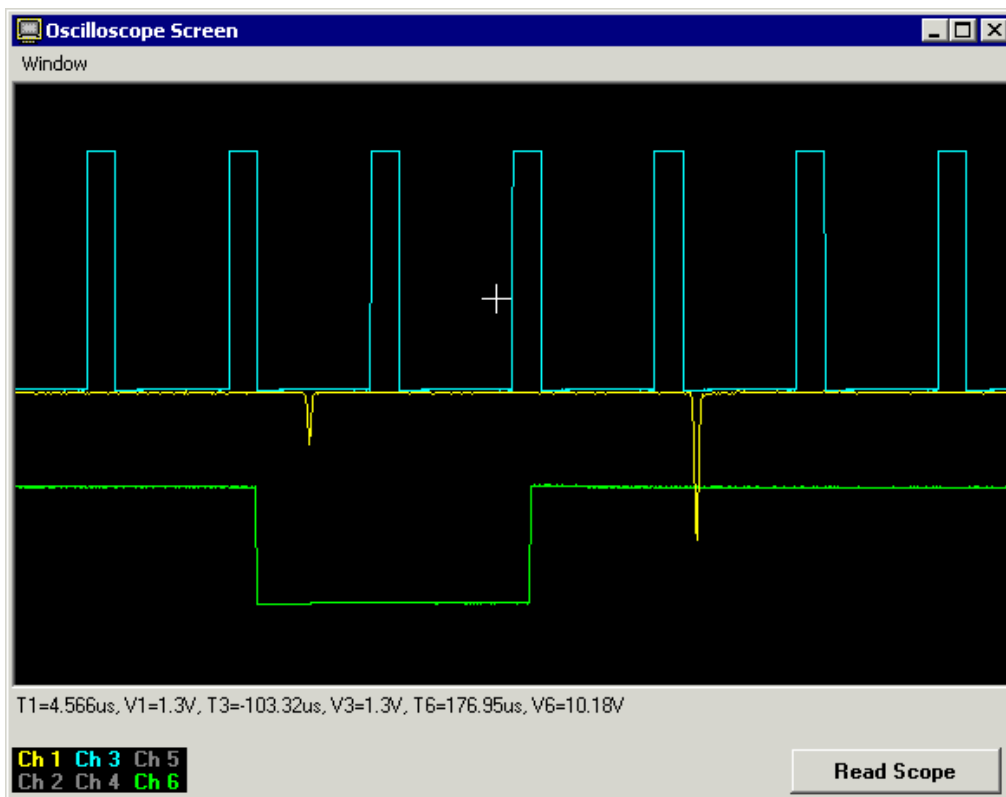 Oscilloscope Screen
Window
T1=4.566us, V1=1.3V, T3=-103.32us, V3=1.3V, T6=176.95us, V6=10.18V
Ch 1 Ch 3 Ch 5
Ch 2 Ch 4 Ch 6
Read Scope